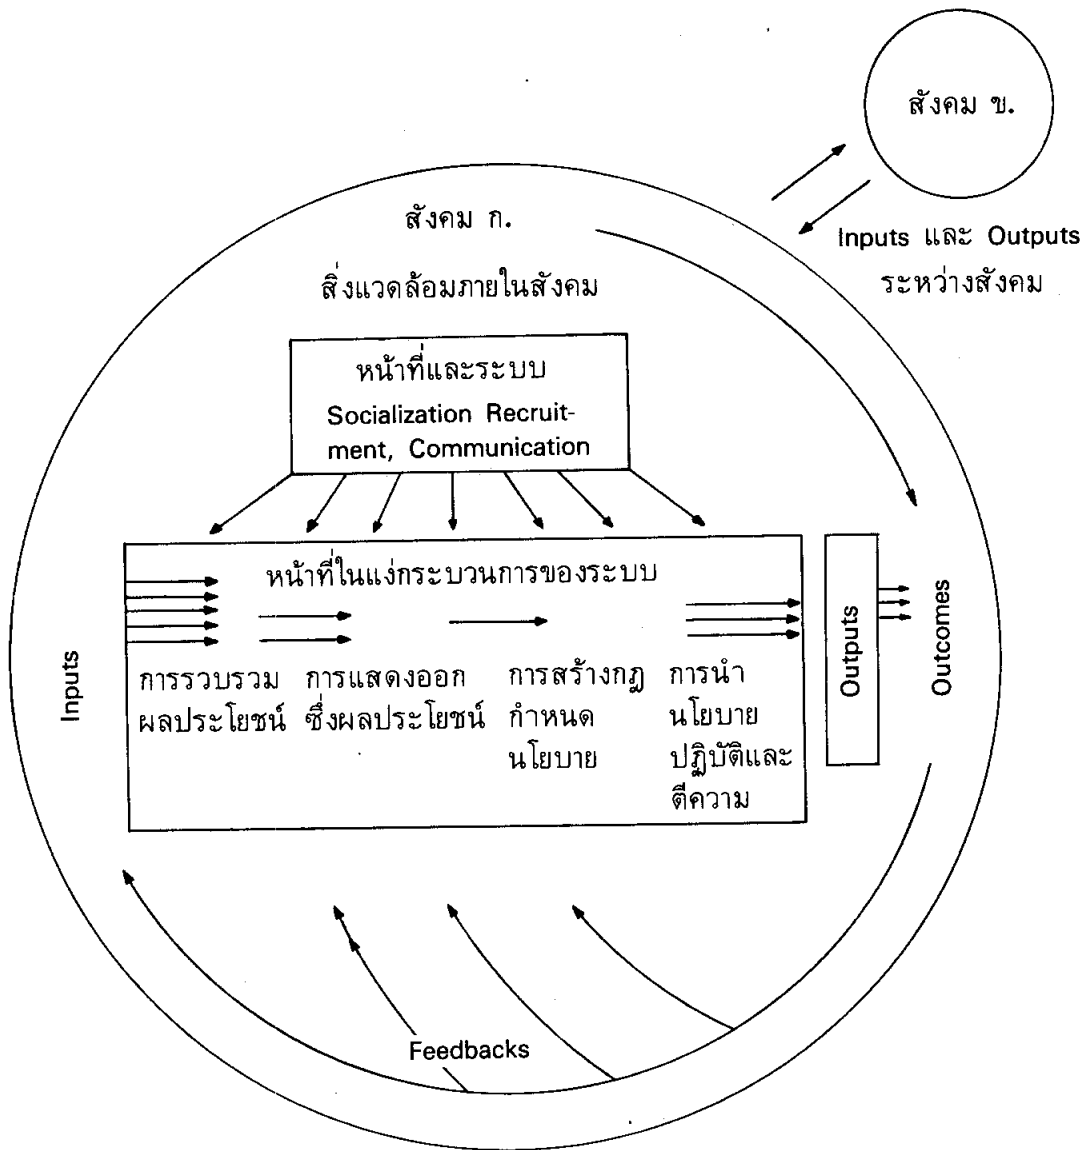 สังคม ข.
สังคม ก.
Inputs และ Outputs
ระหว่างสังคม
สิ่งแวดล้อมภายในสังคม
หน้าที่และระบบ
Socialization Recruit-
ment, Communication
หน้าที่ในแง่กระบวนการของระบบ
Inputs
การรวบรวม
ผลประโยชน์
การแสดงออก
ซึ่งผลประโยชน์
การสร้างกฎ
กำหนด
นโยบาย
การนำ
นโยบาย
ปฏิบัติและ
ตีความ
Outputs
Outcomes
Feedbacks